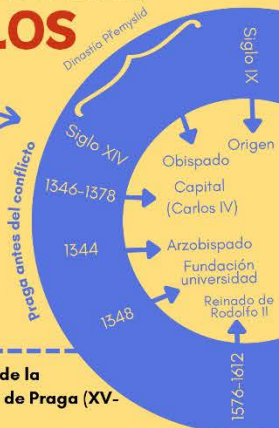 LOS
Dinastia Přemyslid
Siglo IX
Origen
Obispado
Praga antes del conflicto
Siglo XIV
1346-1378
Capital
(Carlos IV)
1344
Arzobispado
1348
Fundación
universidad
Reinado de
Rodolfo II
1576-1612
de la
de Praga (XV-